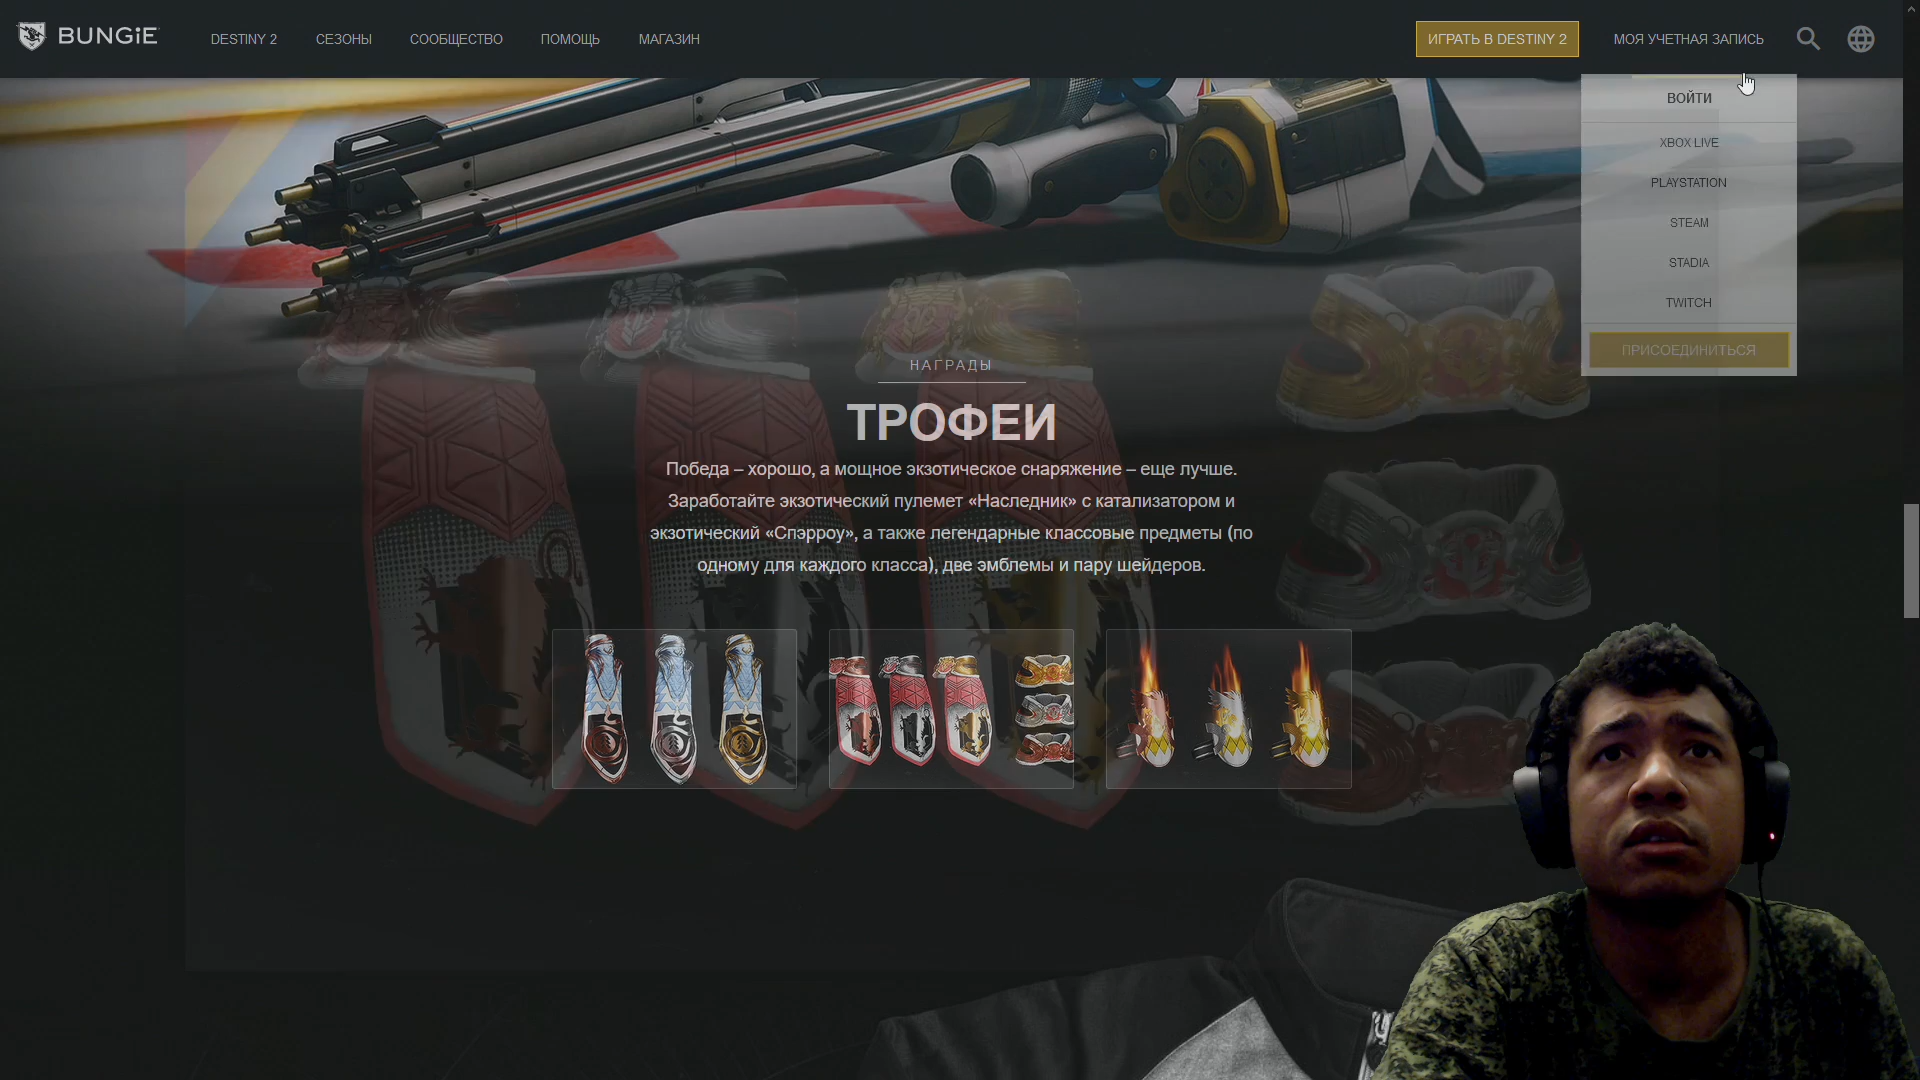 BUNGiE
DESTINY 2
СЕЗОНЫ
СООБЩЕСТВО
ПОМОЩЬ
МАГАЗИН
ИГРАТЬ В DESTINY 2
МОЯ УЧЕТНАЯ ЗАПИСЬ
ВОЙТИ
XBOX LIVE
PLAYSTATION
STEAM
STADIA
TWITCH
ПРИСОЕДИНИТЬСЯ
НАГРАДЫ
ТРОФЕИ
Победа – хорошо, а мощное экзотическое снаряжение – еще лучше.
Заработайте экзотический пулемет «Наследник» с катализатором и
экзотический «Спэрроу», а также легендарные классовые предметы (по
одному для каждого класса), две эмблемы и пару шейдеров.